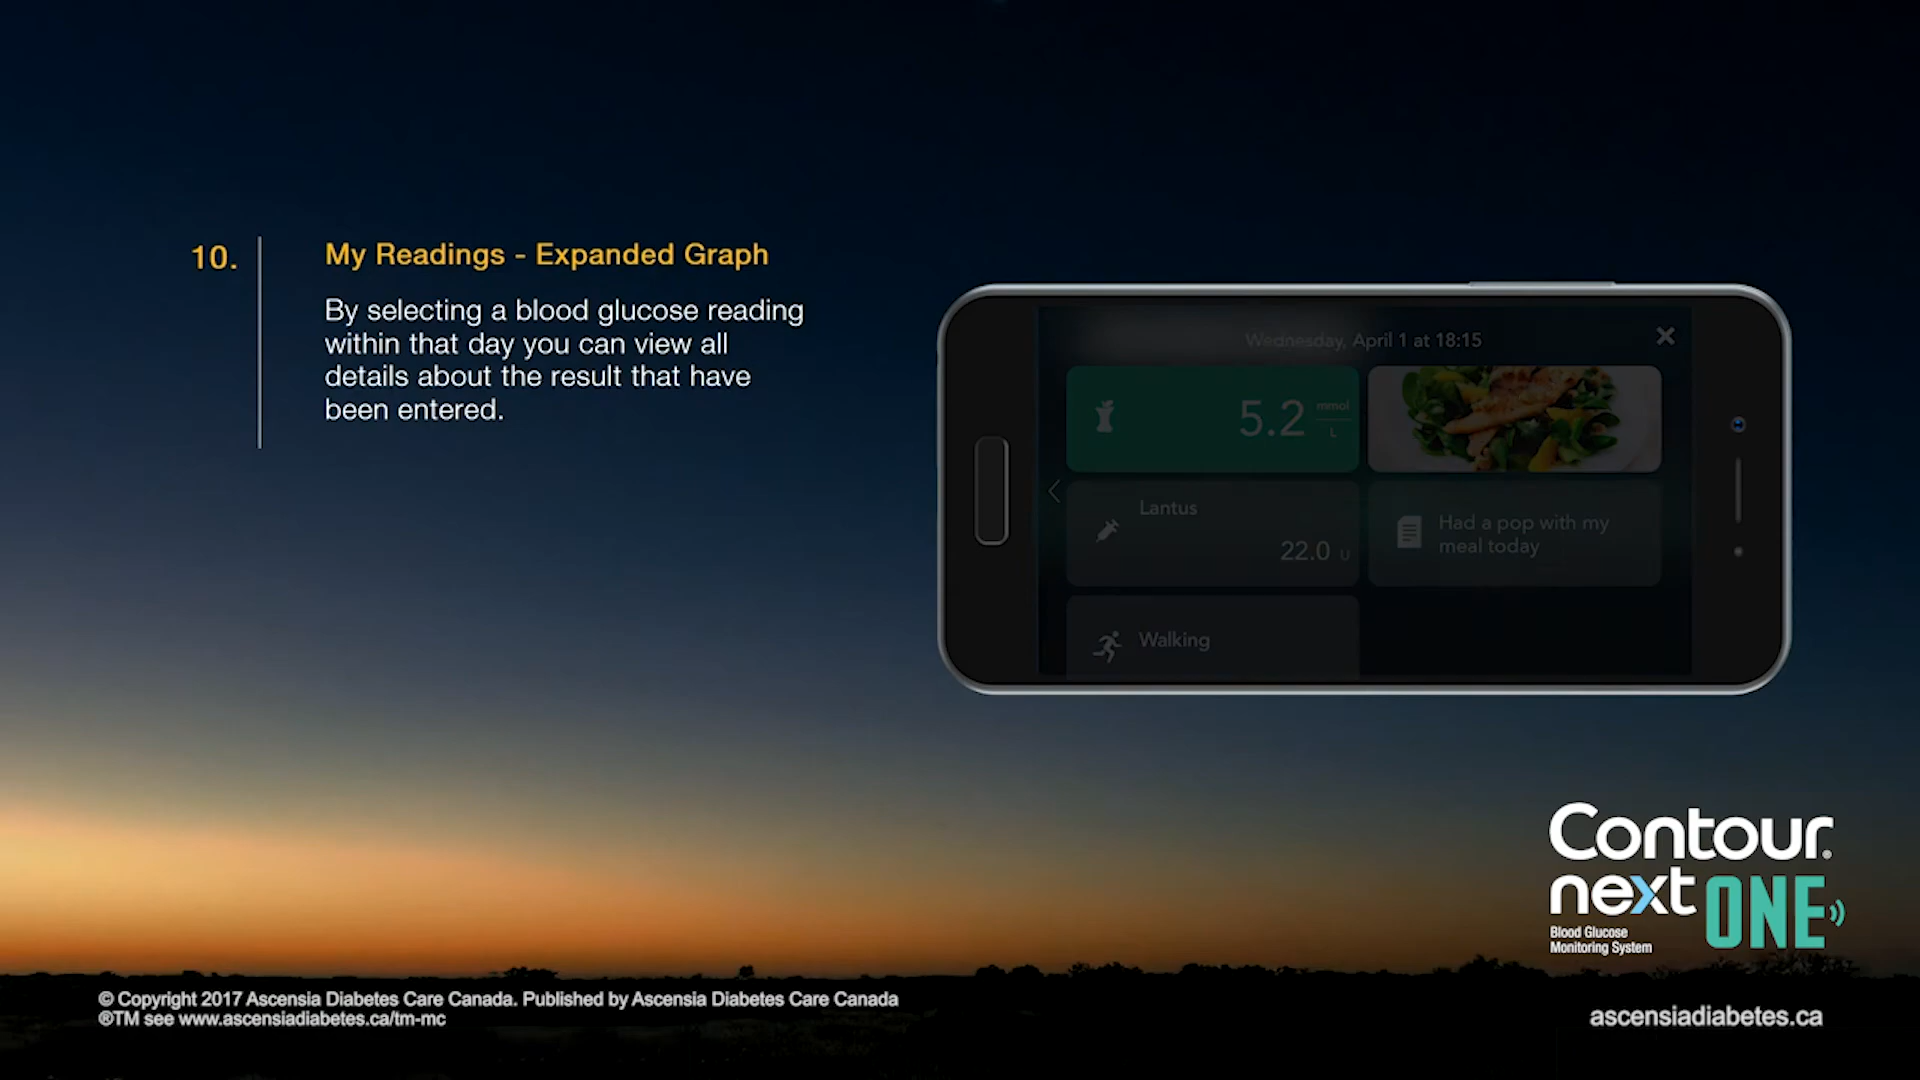 10.
My Readings - Expanded Graph
By selecting a blood glucose reading
within that day you can view all
details about the result that have
been entered.
Wednesday, April 1 at 18:15
5.2 mmol
L
Lantus
22.0 U
Had a pop with my
meal today
Walking
Contour®
next ONE
Blood Glucose
Monitoring System
© Copyright 2017 Ascensia Diabetes Care Canada. Published by Ascensia Diabetes Care Canada
®TM see www.ascensiadiabetes.ca/tm-mc
ascensiadiabetes.ca